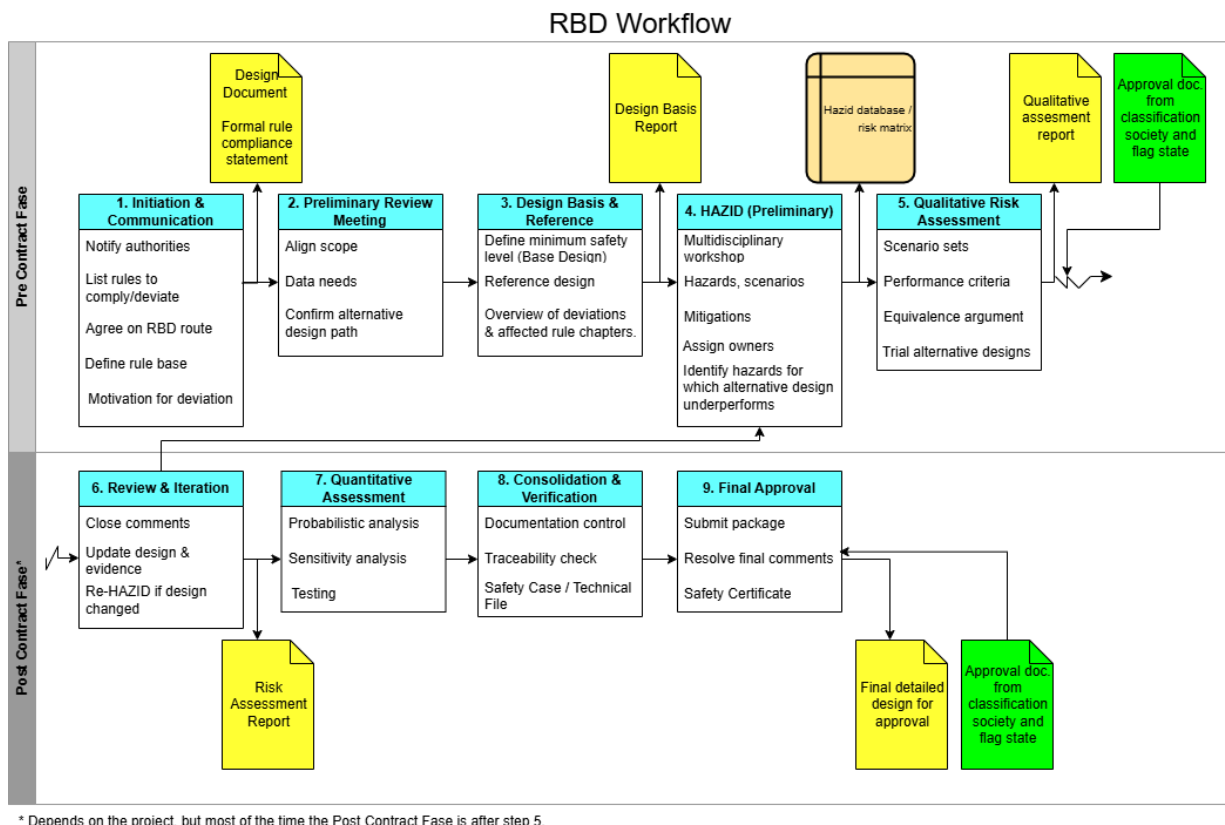 RBD Workflow
Pre Contract Fase
Design
Document
Formal rule
compliance
statement
Design Basis
Report
Hazid database /
risk matrix
Qualitative
assesment
report
Approval doc.
from
classification
society and
flag state
1. Initiation &
Communication
Notify authorities
List rules to
comply/deviate
Agree on RBD route
Define rule base
Motivation for deviation
2. Preliminary Review
Meeting
Align scope
Data needs
Confirm alternative
design path
3. Design Basis &
Reference
Define minimum safety
level (Base Design)
Reference design
Overview of deviations
& affected rule chapters.
4. HAZID (Preliminary)
Multidisciplinary
workshop
Hazards, scenarios
Mitigations
Assign owners
Identify hazards for
which alternative design
underperforms
5. Qualitative Risk
Assessment
Scenario sets
Performance criteria
Equivalence argument
Trial alternative designs
Post Contract Fase*
6. Review & Iteration
Close comments
Update design &
evidence
Re-HAZID if design
changed
7. Quantitative
Assessment
Probabilistic analysis
Sensitivity analysis
Testing
8. Consolidation &
Verification
Documentation control
Traceability check
Safety Case / Technical
File
9. Final Approval
Submit package
Resolve final comments
Safety Certificate
Risk
Assessment
Report
Final detailed
design for
approval
Approval doc.
from
classification
society and
flag state
* Depends on the project, but most of the time the Post Contract Fase is after step 5